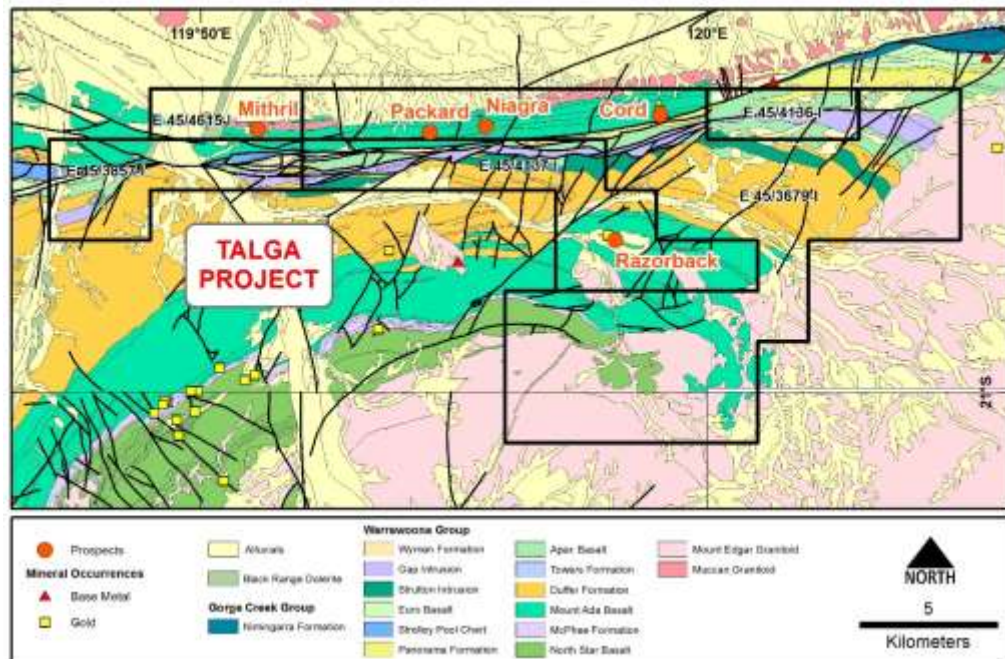 119°50'E
120°E
Mithril
Packard
Niagra
Cord
E 45/4615-I
E 45/4136-I
E 45/3857-I
E 45/4137-I
E 45/3679-I
TALGA
PROJECT
Razorback
21°S
Prospects
Mineral Occurrences
Base Metal
Gold
Alluvials
Black Range Dolerite
Gorge Creek Group
Nimingarra Formation
Warrawoona Group
Wyman Formation
Gap Intrusion
Strutton Intrusion
Euro Basalt
Strelley Pool Chert
Panorama Formation
Apex Basalt
Towers Formation
Duffer Formation
Mount Ada Basalt
McPhee Formation
North Star Basalt
Mount Edgar Granitoid
Muccan Granitoid
NORTH
5
Kilometers